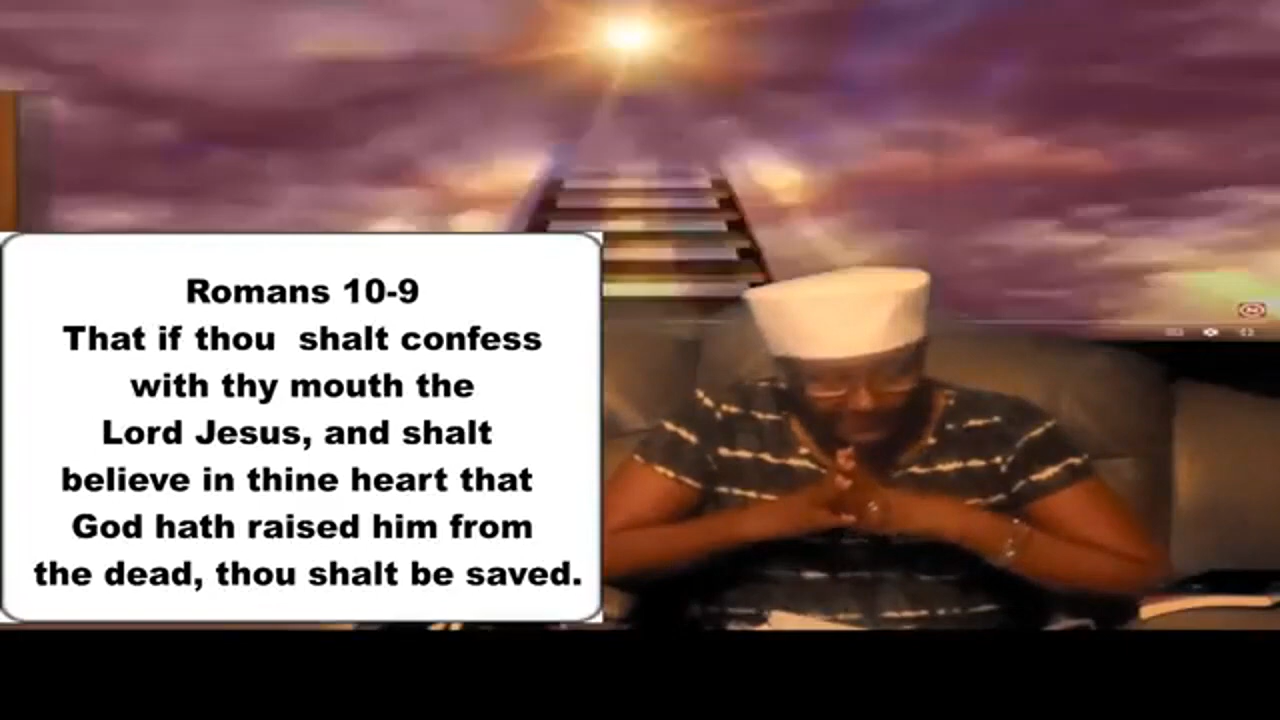 Romans 10-9
That if thou  shalt confess
with thy mouth the
Lord Jesus, and shalt
believe in thine heart that
God hath raised him from
the dead, thou shalt be saved.